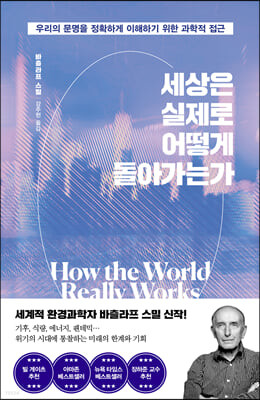 우리의 문명을 정확하게 이해하기 위한 과학적 접근
바츨라프 스밀
강주헌 옮김
세상은
실제로
어떻게
돌아가는가
How the World
Really Works
세계적 환경과학자 바츨라프 스밀 신작!
기후, 식량, 에너지, 팬데믹…
위기의 시대에 통찰하는 미래의 한계와 기회
빌 게이츠
추천
아마존
베스트셀러
뉴욕 타임스
베스트셀러
장하준 교수
추천